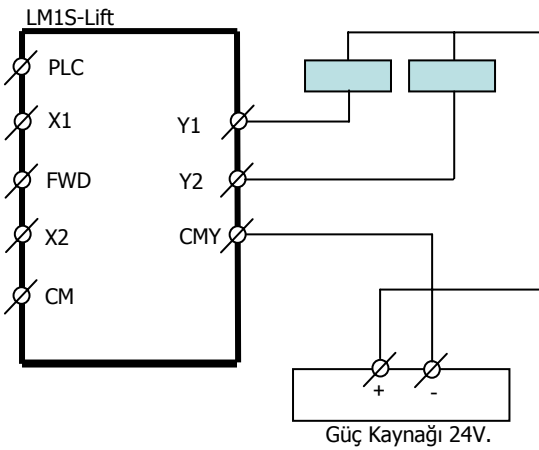 LM1S-Lift
PLC
X1
Y1
FWD
Y2
X2
CMY
CM
+ -
Güç Kaynağı 24V.